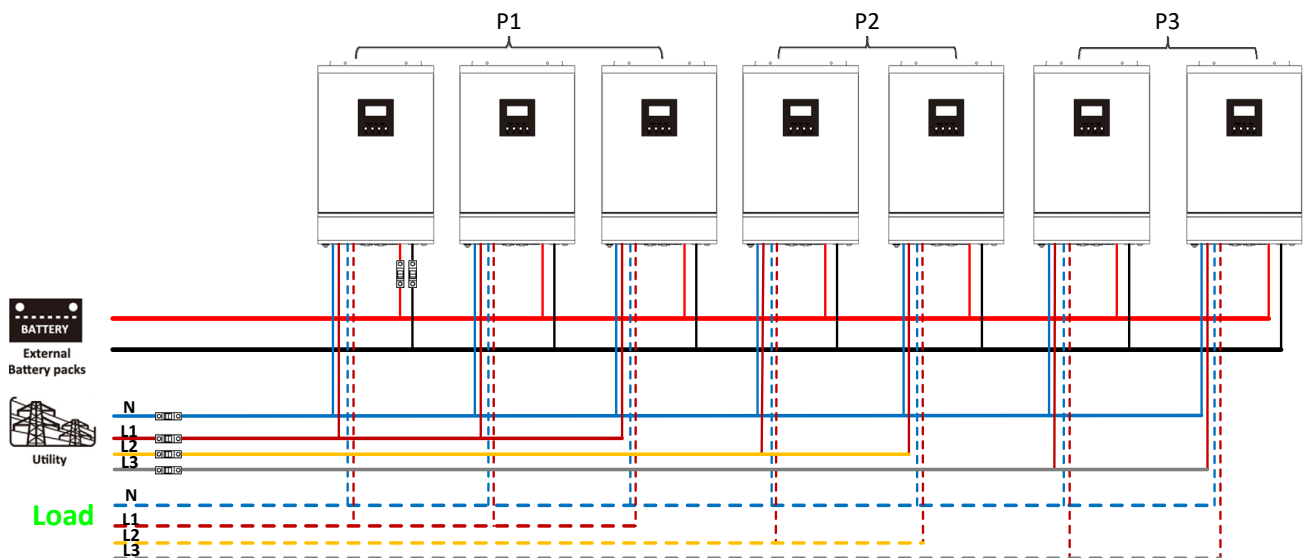 P1
P2
P3
BATTERY
External
Battery packs
Utility
N
L1
L2
L3
Load
N
L1
L2
L3